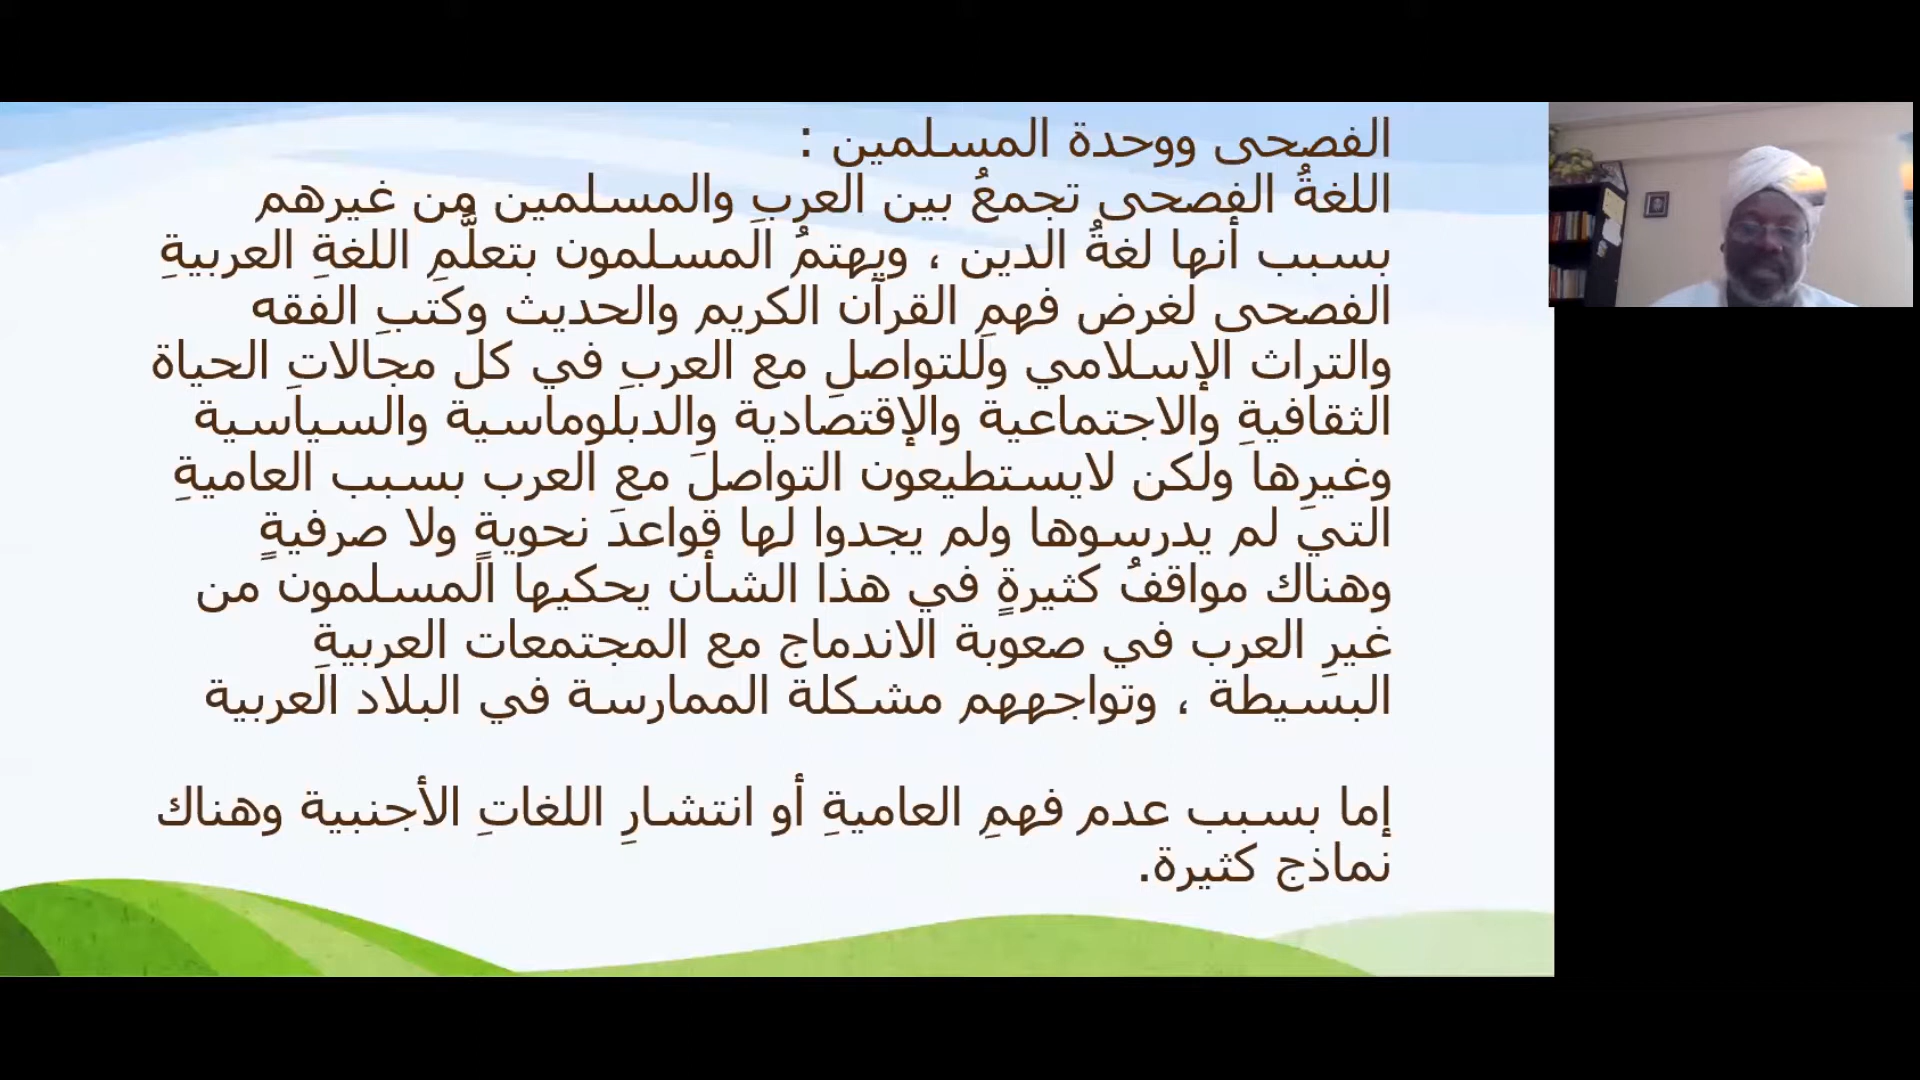 الفصحى ووحدة المسلمين :
اللغةُ الفصحى تجمعُ بين العربِ والمسلمين من غيرهم
بسبب أنها لغةُ الدين ، ويهتمُ المسلمون بتعلُّمِ اللغةِ العربيةِ
الفصحى لغرض فهمِ القرآن الكريم والحديث وكتبِ الفقه
والتراث الإسلامي وللتواصلِ مع العربِ في كل مجالاتِ الحياة
الثقافيةِ والاجتماعية والإقتصادية والدبلوماسية والسياسية
وغيرِها ولكن لايستطيعون التواصلَ مع العرب بسبب العاميةِ
التي لم يدرسوها ولم يجدوا لها قواعدَ نحويةٍ ولا صرفيةٍ
وهناك مواقفُ كثيرةٍ في هذا الشأن يحكيها المسلمون من
غيرِ العرب في صعوبة الاندماج مع المجتمعات العربية
البسيطة ، وتواجههم مشكلة الممارسة في البلاد العربية
إما بسبب عدم فهمِ العاميةِ أو انتشارِ اللغاتِ الأجنبية وهناك
نماذج كثيرة.